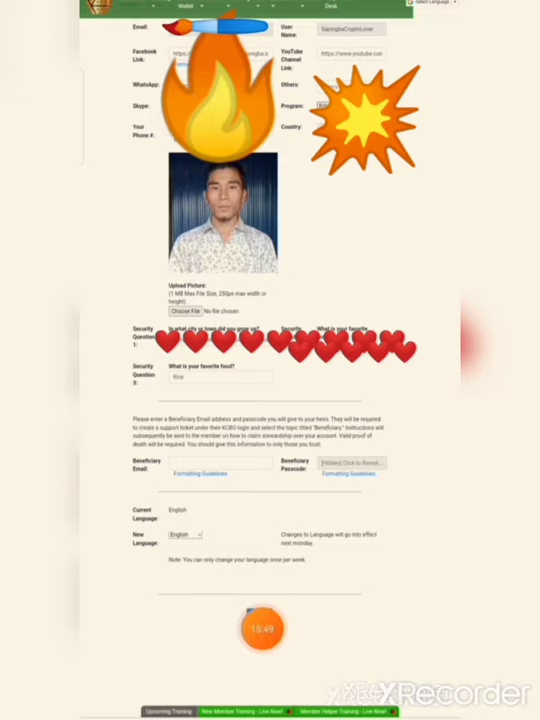 Select Language
Wallet
Desk
Email:
User Name:
SapongbaCryptoLover
Facebook Link:
YouTube Channel Link:
https://www.youtube.con
WhatsApp:
Others:
Skype:
Program:
Your Phone #:
Country:
Upload Picture:
(1 MB Max File Size, 250px max width or
height)
Choose File No file chosen
Security Question 1:
Security
What is your favorite
Security Question 3:
What is your favorite food?
Rice
Please enter a Beneficiary Email address and passcode you will give to your heirs. They will be required
to create a support ticket under their KCBO login and select the topic titled "Beneficiary." Instructions will
subsequently be sent to the member on how to claim stewardship over your account. Valid proof of
death will be required. You should give this information to only those you trust.
Beneficiary Email:
Formatting Guidelines
Beneficiary Passcode:
[Hidden] Click to Reveal...
Formatting Guidelines
Current Language:
English
New Language:
English
Changes to Language will go into effect
next monday.
Note: You can only change your language once per week.
15:49
XRecorder
Upcoming Training
New Member Training - Live Now!
Member Helper Training - Live Now!